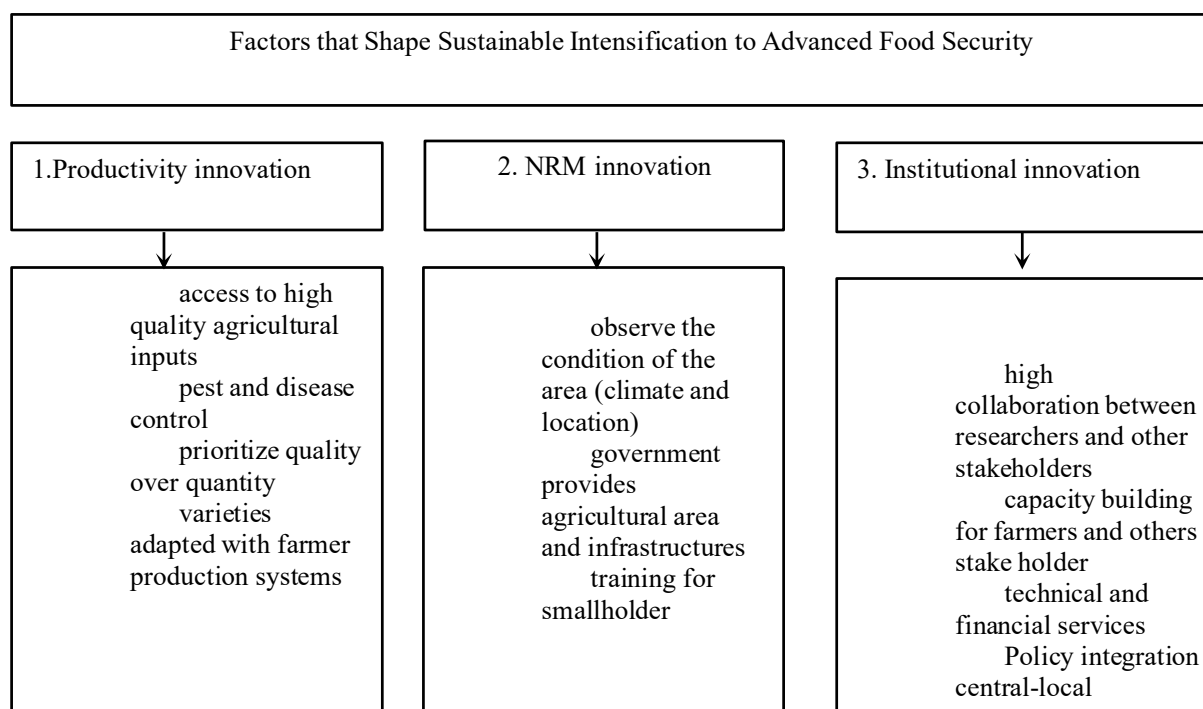 Factors that Shape Sustainable Intensification to Advanced Food Security
1.Productivity innovation
access to high
quality agricultural
inputs
pest and disease
control
prioritize quality
over quantity
varieties
adapted with farmer
production systems
2. NRM innovation
observe the
condition of the
area (climate and
location)
government
provides
agricultural area
and infrastructures
training for
smallholder
3. Institutional innovation
high
collaboration between
researchers and other
stakeholders
capacity building
for farmers and others
stake holder
technical and
financial services
Policy integration
central-local